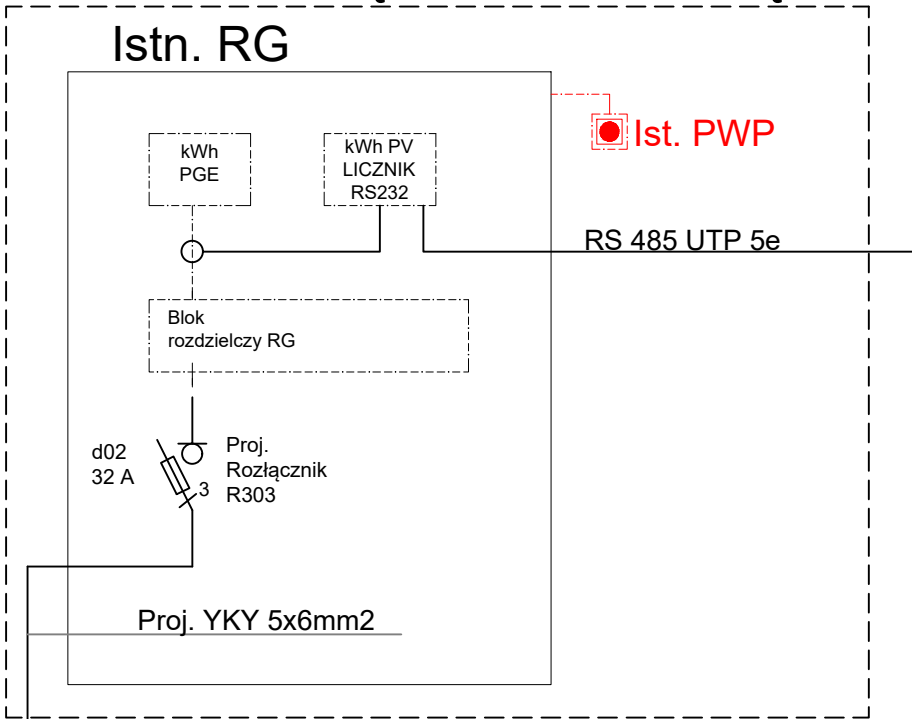 Istn. RG
Ist. PWP
kWh
PGE
kWh PV
LICZNIK
RS232
RS 485 UTP 5e
Blok
rozdzielczy RG
d02
32 A
3
Proj.
Rozłącznik
R303
Proj. YKY 5x6mm2